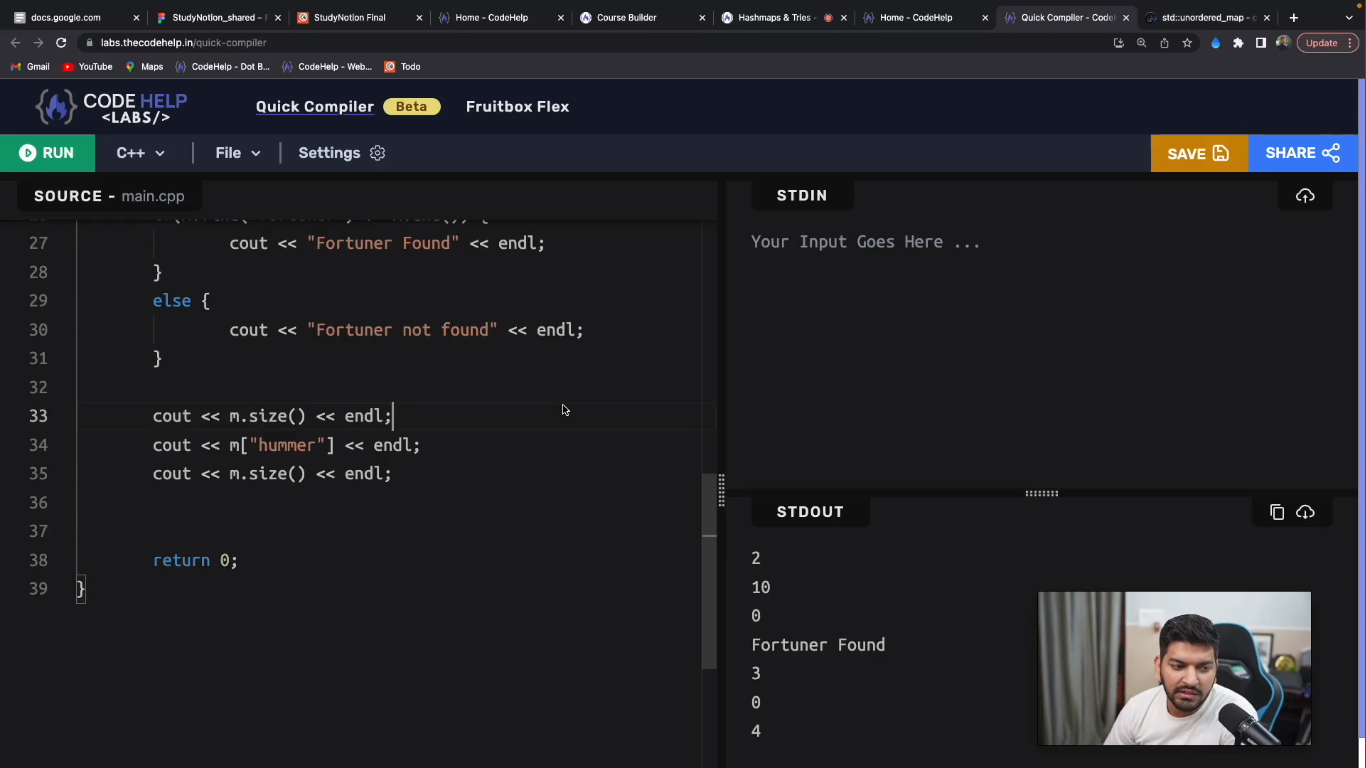 docs.google.com
StudyNotion_shared – F
StudyNotion Final
Home - CodeHelp
Course Builder
Hashmaps & Tries -
Home - CodeHelp
Quick Compiler - Codel
std::unordered_map - c
labs.thecodehelp.in/quick-compiler
Update
Gmail
YouTube
Maps
CodeHelp - Dot B...
CodeHelp - Web...
Todo
CODE HELP
<LABS/>
Quick Compiler
Beta
Fruitbox Flex
RUN
C++
File
Settings
SAVE
SHARE
SOURCE - main.cpp
STDIN
27 cout << "Fortuner Found" << endl;
Your Input Goes Here ...
28 }
29 else {
30 cout << "Fortuner not found" << endl;
31 }
32
33 cout << m.size() << endl;
34 cout << m["hummer"] << endl;
35 cout << m.size() << endl;
36
37
38 return 0;
39 }
STDOUT
2
10
0
Fortuner Found
3
0
4